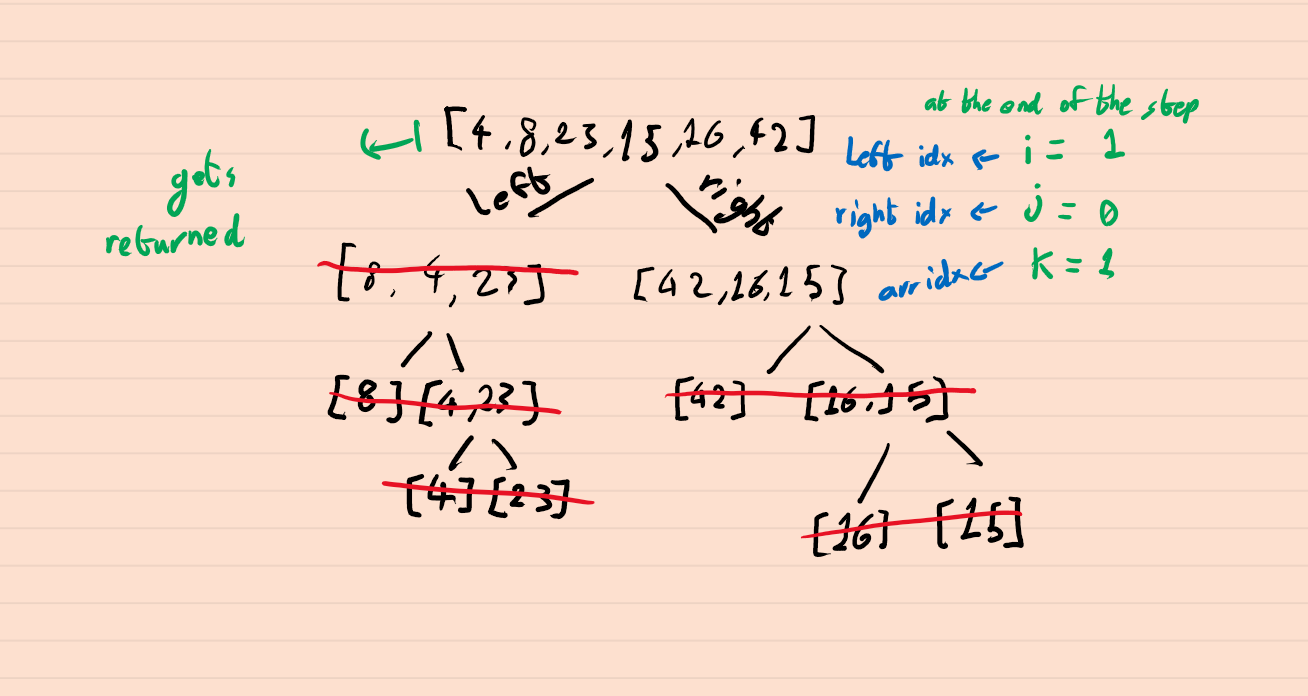 at the end of the step
[4,8,23,15,16,42]
Left idx ← i = 1
gets
returned
left
right
right idx ← j = 0
arr idx ← k = 1
[8, 4, 23]
[42,16,15]
[8] [4,23]
[42] [16,15]
[4] [23]
[16] [15]